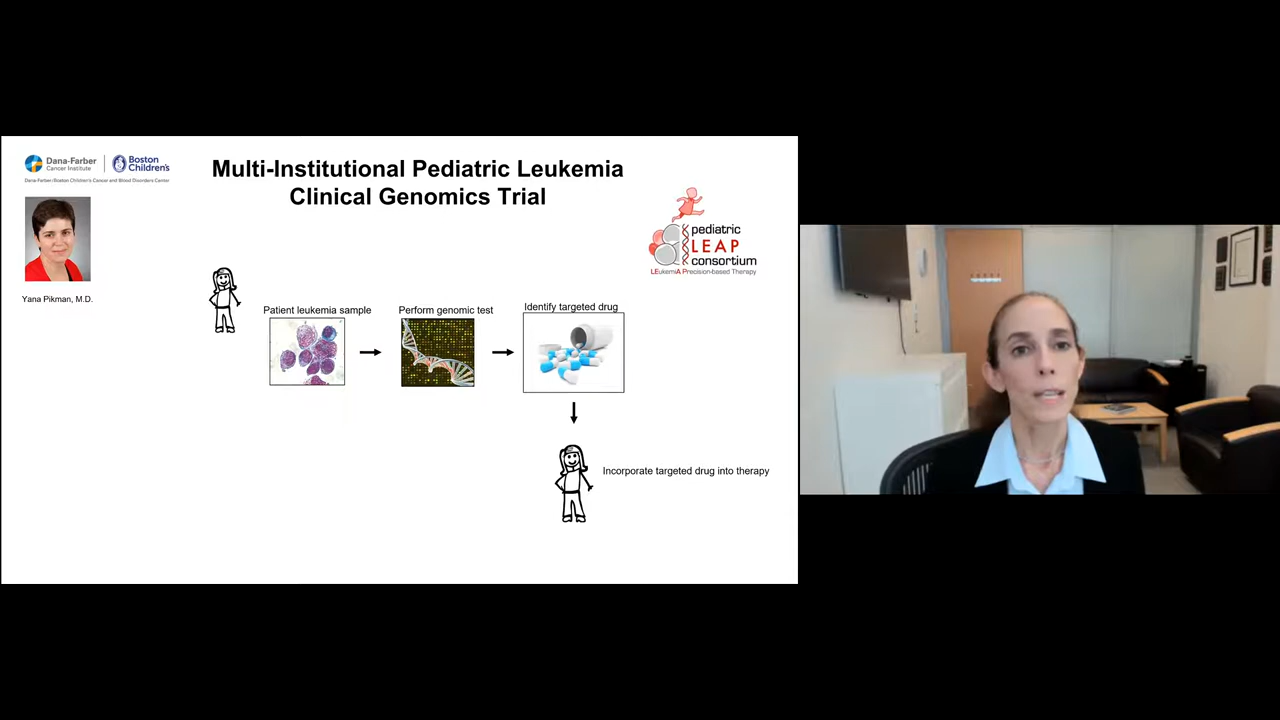 Dana-Farber
Cancer Institute
Boston
Children's
Dana-Farber/Boston Children's Cancer and Blood Disorders Center
Multi-Institutional Pediatric Leukemia
Clinical Genomics Trial
pediatric
LEAP
consortium
LEukemiA Precision-based Therapy
Yana Pikman, M.D.
Patient leukemia sample
Perform genomic test
Identify targeted drug
Incorporate targeted drug into therapy